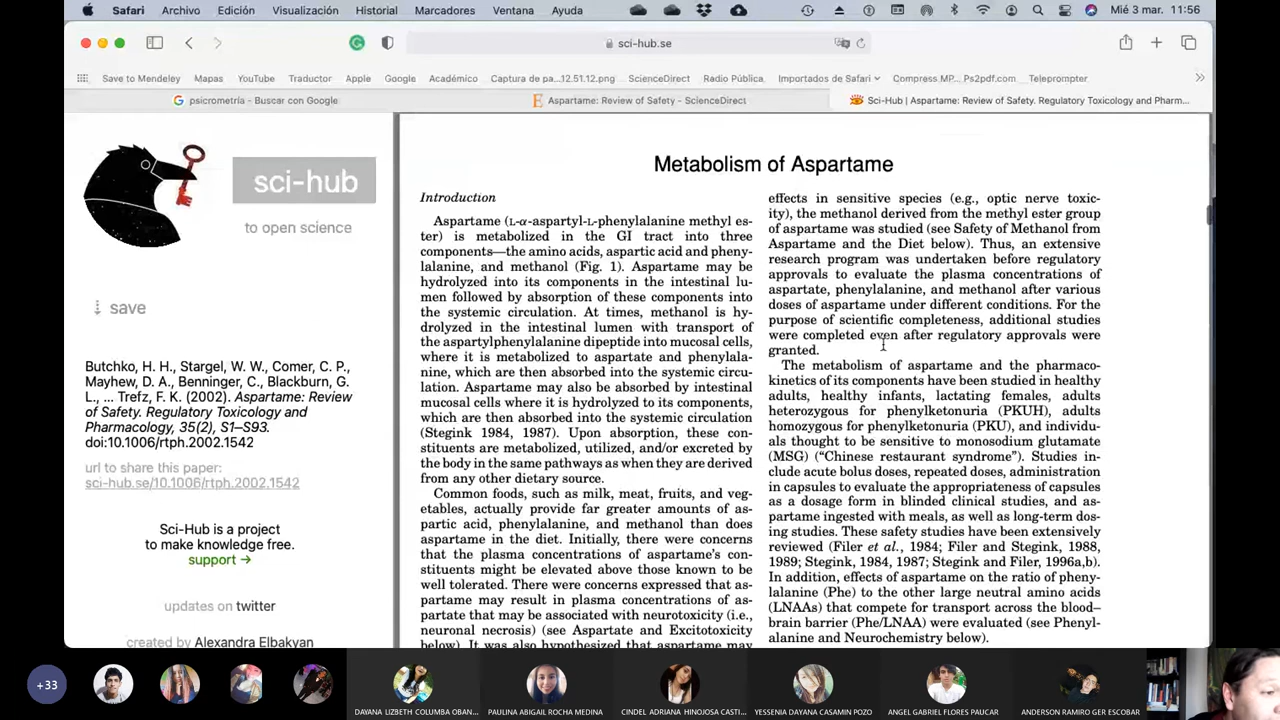 Safari Archivo Edición Visualización Historial Marcadores Ventana Ayuda Mié 3 mar. 11:56
sci-hub.se
Save to Mendeley Mapas YouTube Traductor Apple Google Académico Captura de pa...12.51.12.png ScienceDirect Radio Pública Importados de Safari Compress MP... Ps2pdf.com Teleprompter
psicrometría - Buscar con Google
Aspartame: Review of Safety - ScienceDirect
Sci-Hub | Aspartame: Review of Safety. Regulatory Toxicology and Pharm...
sci-hub
to open science
save
Butchko, H. H., Stargel, W. W., Comer, C. P.,
Mayhew, D. A., Benninger, C., Blackburn, G.
L., ... Trefz, F. K. (2002). Aspartame: Review
of Safety. Regulatory Toxicology and
Pharmacology, 35(2), S1–S93.
doi:10.1006/rtph.2002.1542
url to share this paper:
sci-hub.se/10.1006/rtph.2002.1542
Sci-Hub is a project
to make knowledge free.
support →
updates on twitter
created by Alexandra Elbakyan
Metabolism of Aspartame
Introduction
Aspartame (L-α-aspartyl-L-phenylalanine methyl es-
ter) is metabolized in the GI tract into three
components—the amino acids, aspartic acid and pheny-
lalanine, and methanol (Fig. 1). Aspartame may be
hydrolyzed into its components in the intestinal lu-
men followed by absorption of these components into
the systemic circulation. At times, methanol is hy-
drolyzed in the intestinal lumen with transport of
the aspartylphenylalanine dipeptide into mucosal cells,
where it is metabolized to aspartate and phenylala-
nine, which are then absorbed into the systemic circu-
lation. Aspartame may also be absorbed by intestinal
mucosal cells where it is hydrolyzed to its components,
which are then absorbed into the systemic circulation
(Stegink 1984, 1987). Upon absorption, these con-
stituents are metabolized, utilized, and/or excreted by
the body in the same pathways as when they are derived
from any other dietary source.
Common foods, such as milk, meat, fruits, and veg-
etables, actually provide far greater amounts of as-
partic acid, phenylalanine, and methanol than does
aspartame in the diet. Initially, there were concerns
that the plasma concentrations of aspartame's con-
stituents might be elevated above those known to be
well tolerated. There were concerns expressed that as-
partame may result in plasma concentrations of as-
partate that may be associated with neurotoxicity (i.e.,
neuronal necrosis) (see Aspartate and Excitotoxicity
below). It was also hypothesized that aspartame may
effects in sensitive species (e.g., optic nerve toxic-
ity), the methanol derived from the methyl ester group
of aspartame was studied (see Safety of Methanol from
Aspartame and the Diet below). Thus, an extensive
research program was undertaken before regulatory
approvals to evaluate the plasma concentrations of
aspartate, phenylalanine, and methanol after various
doses of aspartame under different conditions. For the
purpose of scientific completeness, additional studies
were completed even after regulatory approvals were
granted.
The metabolism of aspartame and the pharmaco-
kinetics of its components have been studied in healthy
adults, healthy infants, lactating females, adults
heterozygous for phenylketonuria (PKUH), adults
homozygous for phenylketonuria (PKU), and individu-
als thought to be sensitive to monosodium glutamate
(MSG) ("Chinese restaurant syndrome"). Studies in-
clude acute bolus doses, repeated doses, administration
in capsules to evaluate the appropriateness of capsules
as a dosage form in blinded clinical studies, and as-
partame ingested with meals, as well as long-term dos-
ing studies. These safety studies have been extensively
reviewed (Filer et al., 1984; Filer and Stegink, 1988,
1989; Stegink, 1984, 1987; Stegink and Filer, 1996a,b).
In addition, effects of aspartame on the ratio of pheny-
lalanine (Phe) to the other large neutral amino acids
(LNAAs) that compete for transport across the blood–
brain barrier (Phe/LNAA) were evaluated (see Phenyl-
alanine and Neurochemistry below).
+33
DAYANA LIZBETH COLUMBA OBAN...
PAULINA ABIGAIL ROCHA MEDINA
CINDEL ADRIANA HINOJOSA CASTI...
YESSENIA DAYANA CASAMIN POZO
ANGEL GABRIEL FLORES PAUCAR
ANDERSON RAMIRO GER ESCOBAR